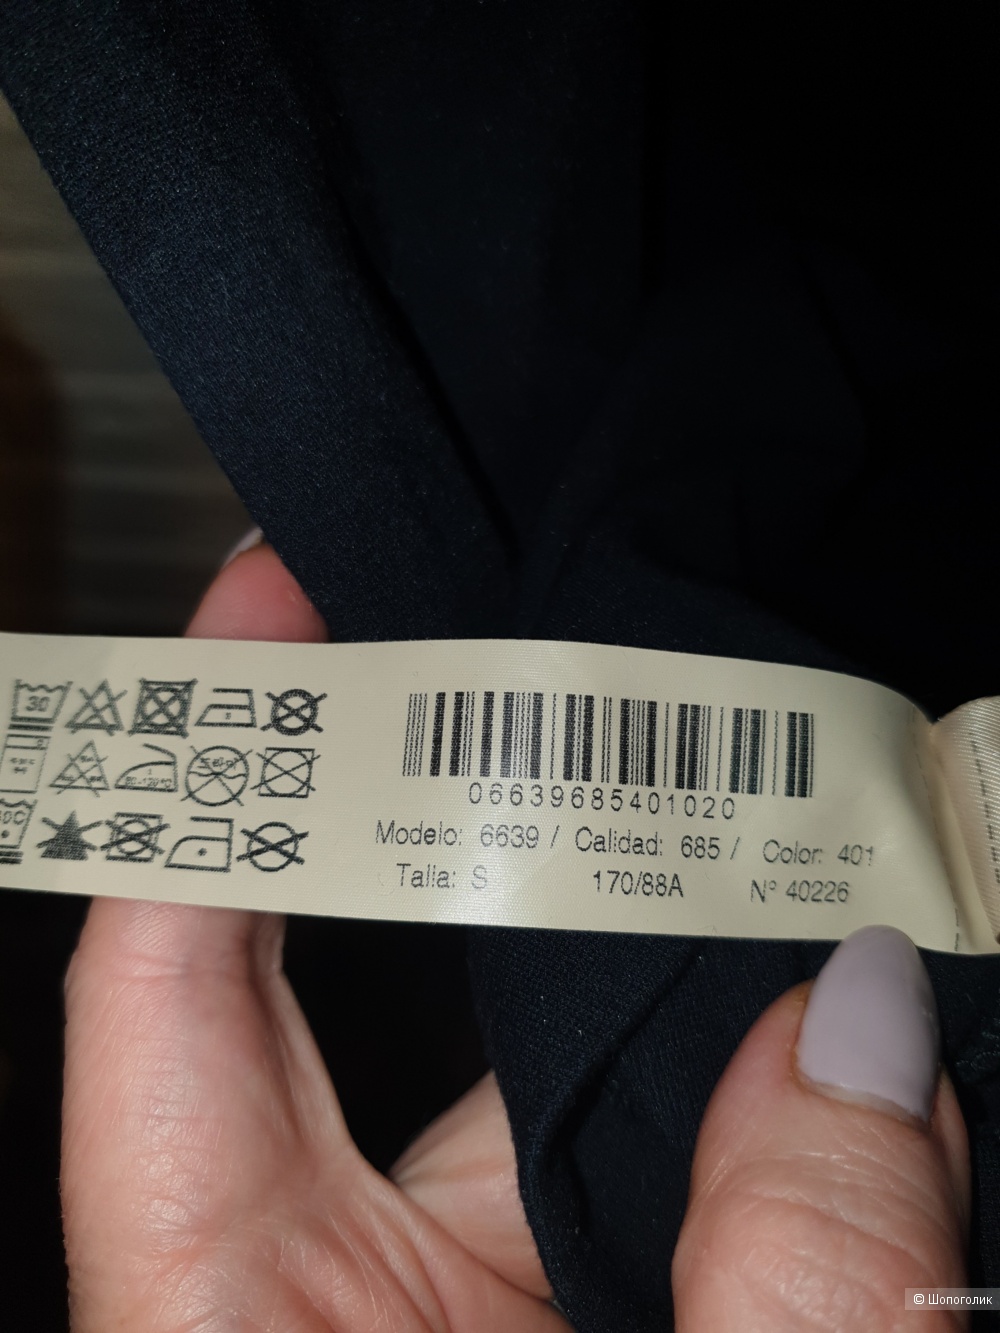 30
06639685401020
Modelo: 6639 / Calidad: 685 / Color: 401
Talla: S 170/88A Nº 40226
© Шопоголик